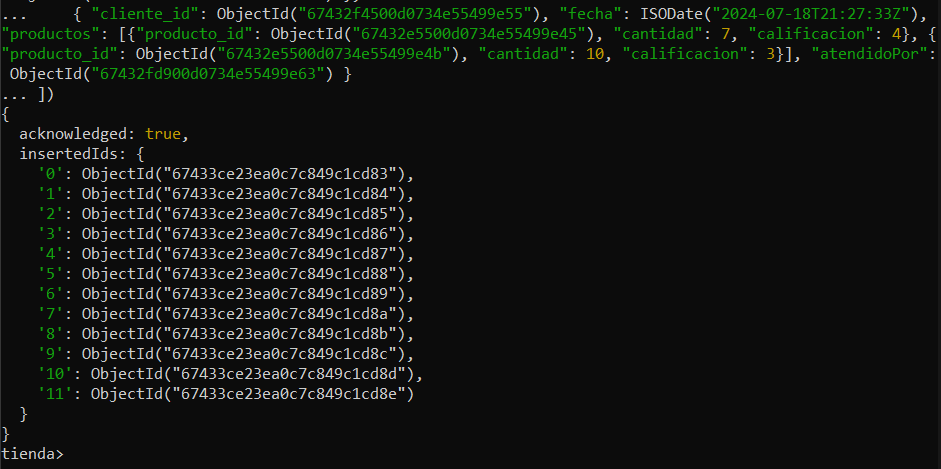 ...      { "cliente_id": ObjectId("67432f4500d0734e55499e55"), "fecha": ISODate("2024-07-18T21:27:33Z"),
"productos": [{"producto_id": ObjectId("67432e5500d0734e55499e45"), "cantidad": 7, "calificacion": 4}, {
"producto_id": ObjectId("67432e5500d0734e55499e4b"), "cantidad": 10, "calificacion": 3}], "atendidoPor":
 ObjectId("67432fd900d0734e55499e63") }
... ])
{
  acknowledged: true,
  insertedIds: {
    '0': ObjectId("67433ce23ea0c7c849c1cd83"),
    '1': ObjectId("67433ce23ea0c7c849c1cd84"),
    '2': ObjectId("67433ce23ea0c7c849c1cd85"),
    '3': ObjectId("67433ce23ea0c7c849c1cd86"),
    '4': ObjectId("67433ce23ea0c7c849c1cd87"),
    '5': ObjectId("67433ce23ea0c7c849c1cd88"),
    '6': ObjectId("67433ce23ea0c7c849c1cd89"),
    '7': ObjectId("67433ce23ea0c7c849c1cd8a"),
    '8': ObjectId("67433ce23ea0c7c849c1cd8b"),
    '9': ObjectId("67433ce23ea0c7c849c1cd8c"),
    '10': ObjectId("67433ce23ea0c7c849c1cd8d"),
    '11': ObjectId("67433ce23ea0c7c849c1cd8e")
  }
}
tienda>